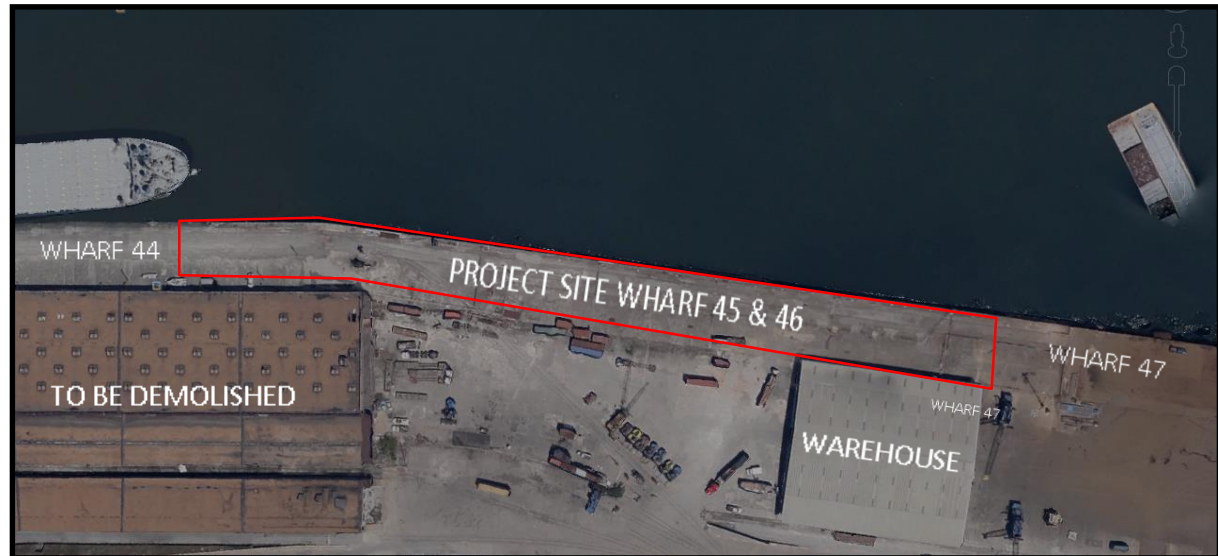 WHARF 44
PROJECT SITE WHARF 45 & 46
WHARF 47
TO BE DEMOLISHED
WHARF 47
WAREHOUSE